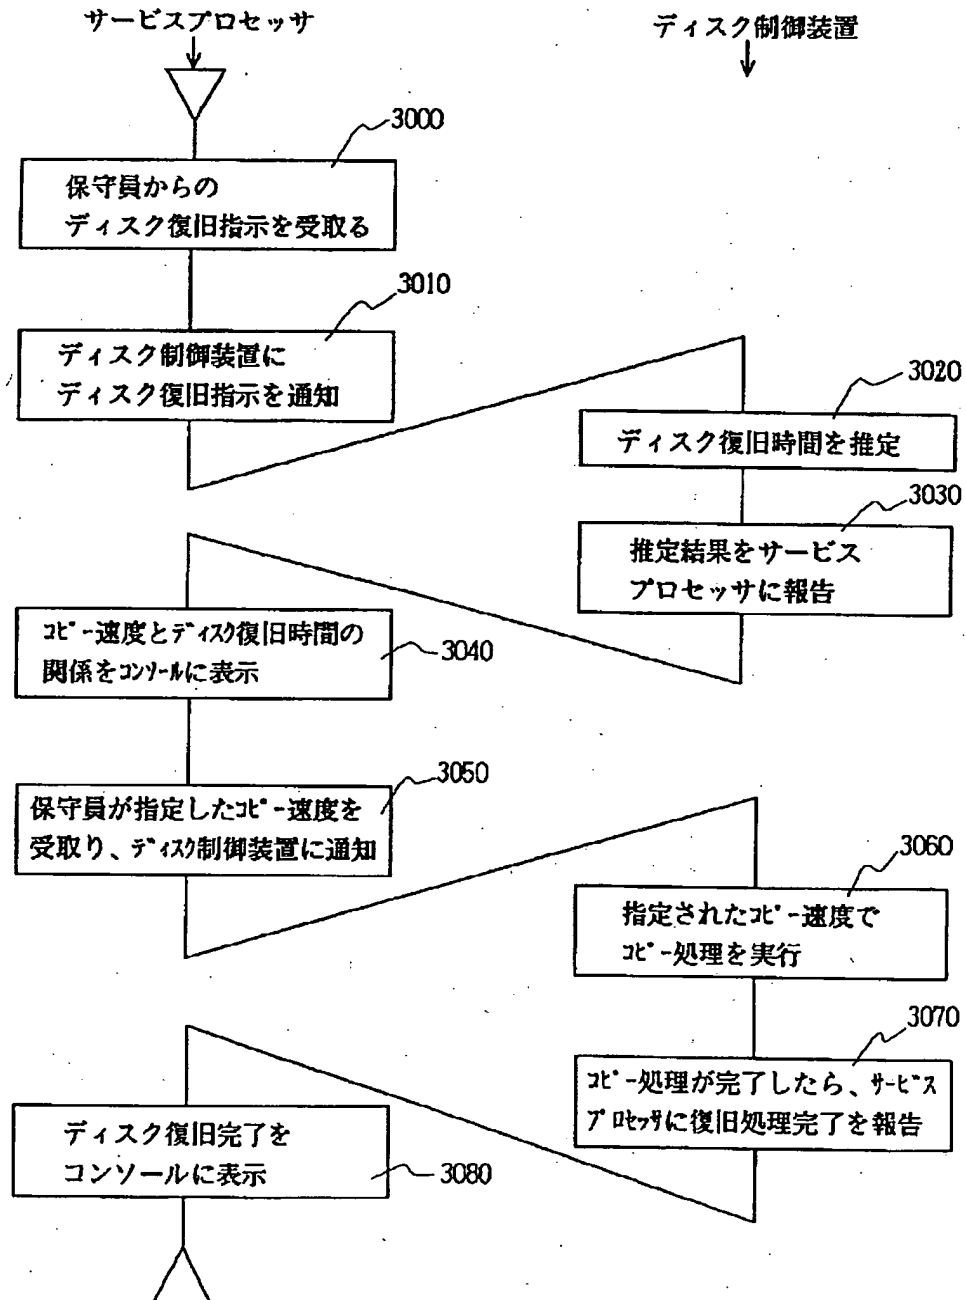 サービスプロセッサ
ディスク制御装置
3000
保守員からの
ディスク復旧指示を受取る
3010
ディスク制御装置に
ディスク復旧指示を通知
3020
ディスク復旧時間を推定
3030
推定結果をサービス
プロセッサに報告
3040
コピー速度とディスク復旧時間の
関係をコンソールに表示
3050
保守員が指定したコピー速度を
受取り、ディスク制御装置に通知
3060
指定されたコピー速度で
コピー処理を実行
3070
コピー処理が完了したら、サービス
プロセッサに復旧処理完了を報告
3080
ディスク復旧完了を
コンソールに表示